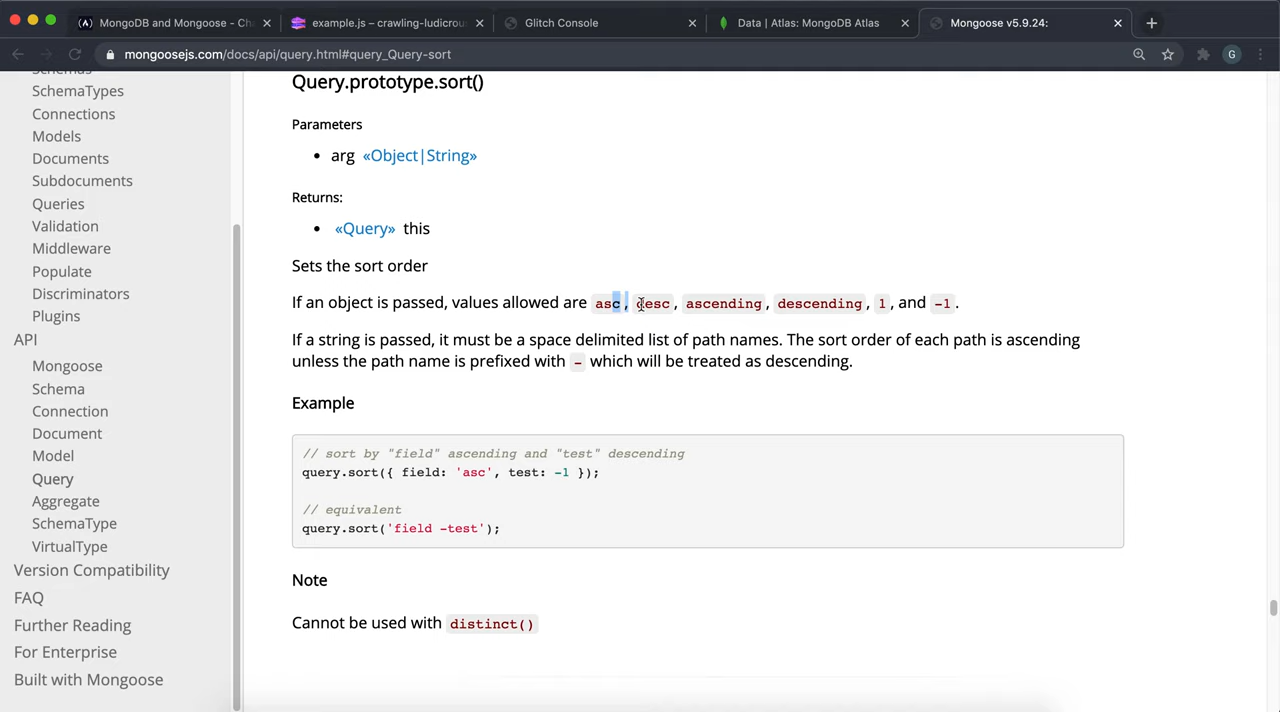 MongoDB and Mongoose - Cha
example.js – crawling-ludicrou
Glitch Console
Data | Atlas: MongoDB Atlas
Mongoose v5.9.24:
mongoosejs.com/docs/api/query.html#query_Query-sort
G
Schemas
SchemaTypes
Connections
Models
Documents
Subdocuments
Queries
Validation
Middleware
Populate
Discriminators
Plugins
API
Mongoose
Schema
Connection
Document
Model
Query
Aggregate
SchemaType
VirtualType
Version Compatibility
FAQ
Further Reading
For Enterprise
Built with Mongoose
Query.prototype.sort()
Parameters
• arg «Object|String»
Returns:
• «Query» this
Sets the sort order
If an object is passed, values allowed are asc, desc, ascending, descending, 1, and -1.
If a string is passed, it must be a space delimited list of path names. The sort order of each path is ascending
unless the path name is prefixed with - which will be treated as descending.
Example
// sort by "field" ascending and "test" descending
query.sort({ field: 'asc', test: -1 });
// equivalent
query.sort('field -test');
Note
Cannot be used with distinct()